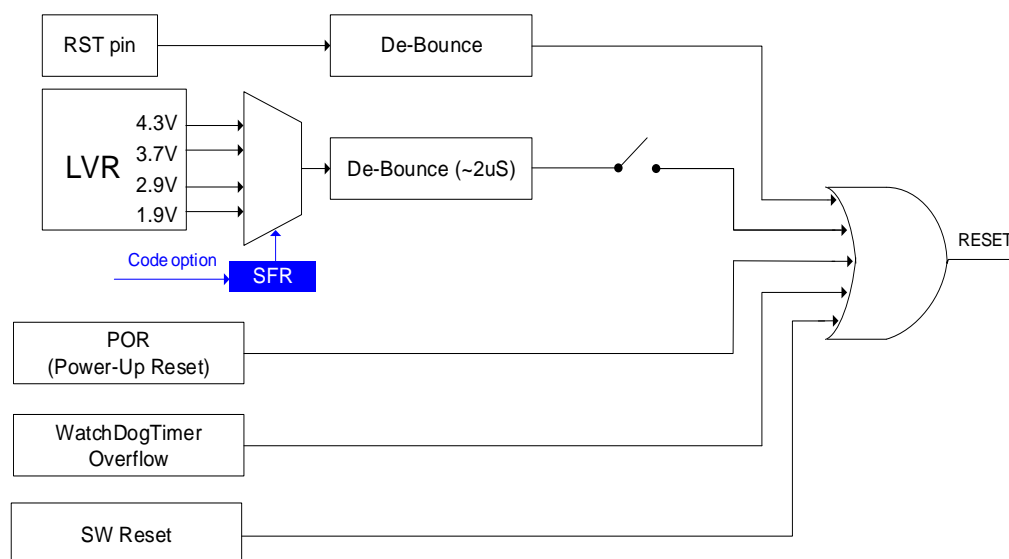 RST pin
De-Bounce
LVR
4.3V
3.7V
2.9V
1.9V
De-Bounce (~2uS)
Code option
SFR
RESET
POR
(Power-Up Reset)
WatchDogTimer
Overflow
SW Reset